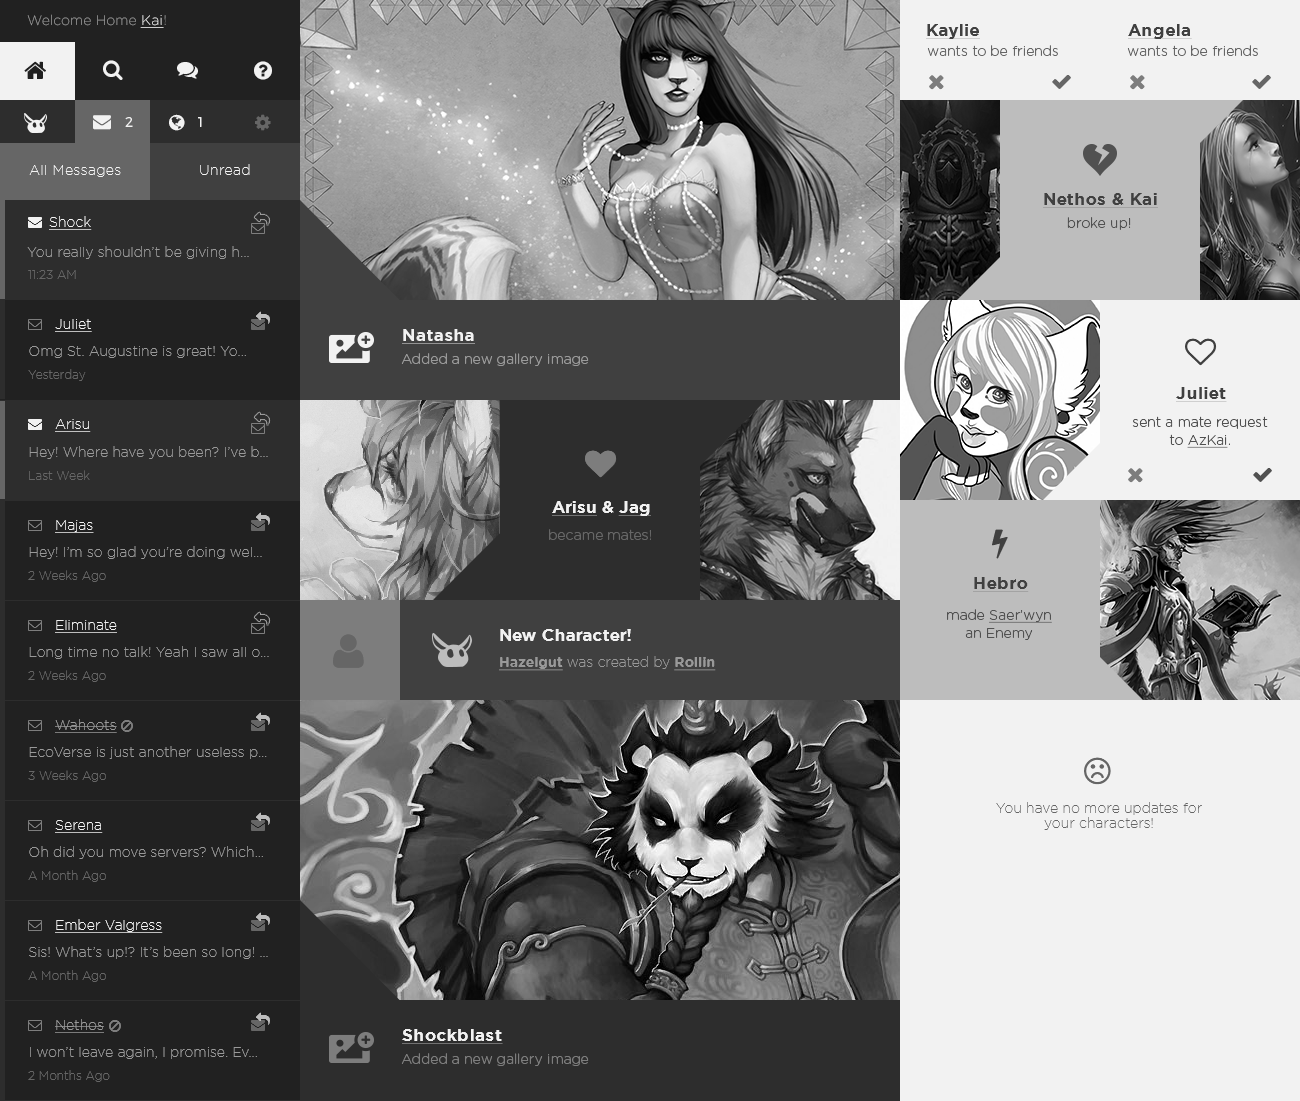 Welcome Home Kai!
2
1
All Messages
Unread
Shock
You really shouldn't be giving h...
11:23 AM
Juliet
Omg St. Augustine is great! Yo...
Yesterday
Arisu
Hey! Where have you been? I've b...
Last Week
Majas
Hey! I'm so glad you're doing wel...
2 Weeks Ago
Eliminate
Long time no talk! Yeah I saw all o...
2 Weeks Ago
Wahoots
EcoVerse is just another useless p...
3 Weeks Ago
Serena
Oh did you move servers? Which...
A Month Ago
Ember Valgress
Sis! What's up!? It's been so long! ...
A Month Ago
Nethos
I won't leave again, I promise. Ev...
2 Months Ago
Natasha
Added a new gallery image
Arisu & Jag
became mates!
New Character!
Hazelgut was created by Rollin
Shockblast
Added a new gallery image
Kaylie
wants to be friends
Angela
wants to be friends
Nethos & Kai
broke up!
Juliet
sent a mate request
to AzKai.
Hebro
made Saer'wyn
an Enemy
You have no more updates for
your characters!